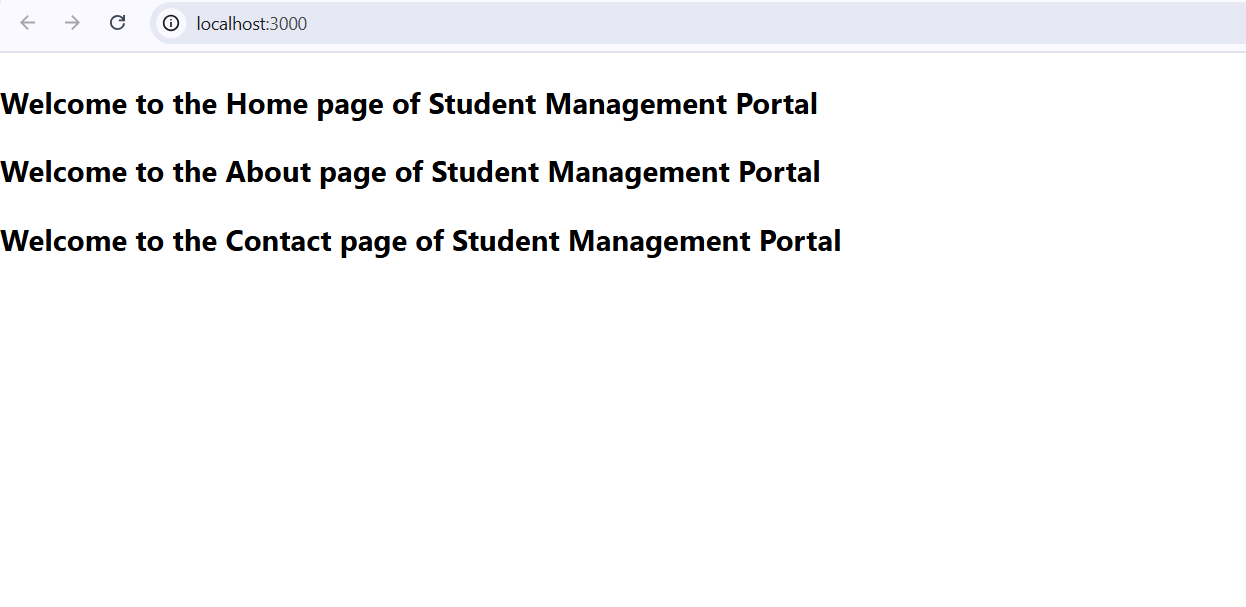 localhost:3000
Welcome to the Home page of Student Management Portal
Welcome to the About page of Student Management Portal
Welcome to the Contact page of Student Management Portal